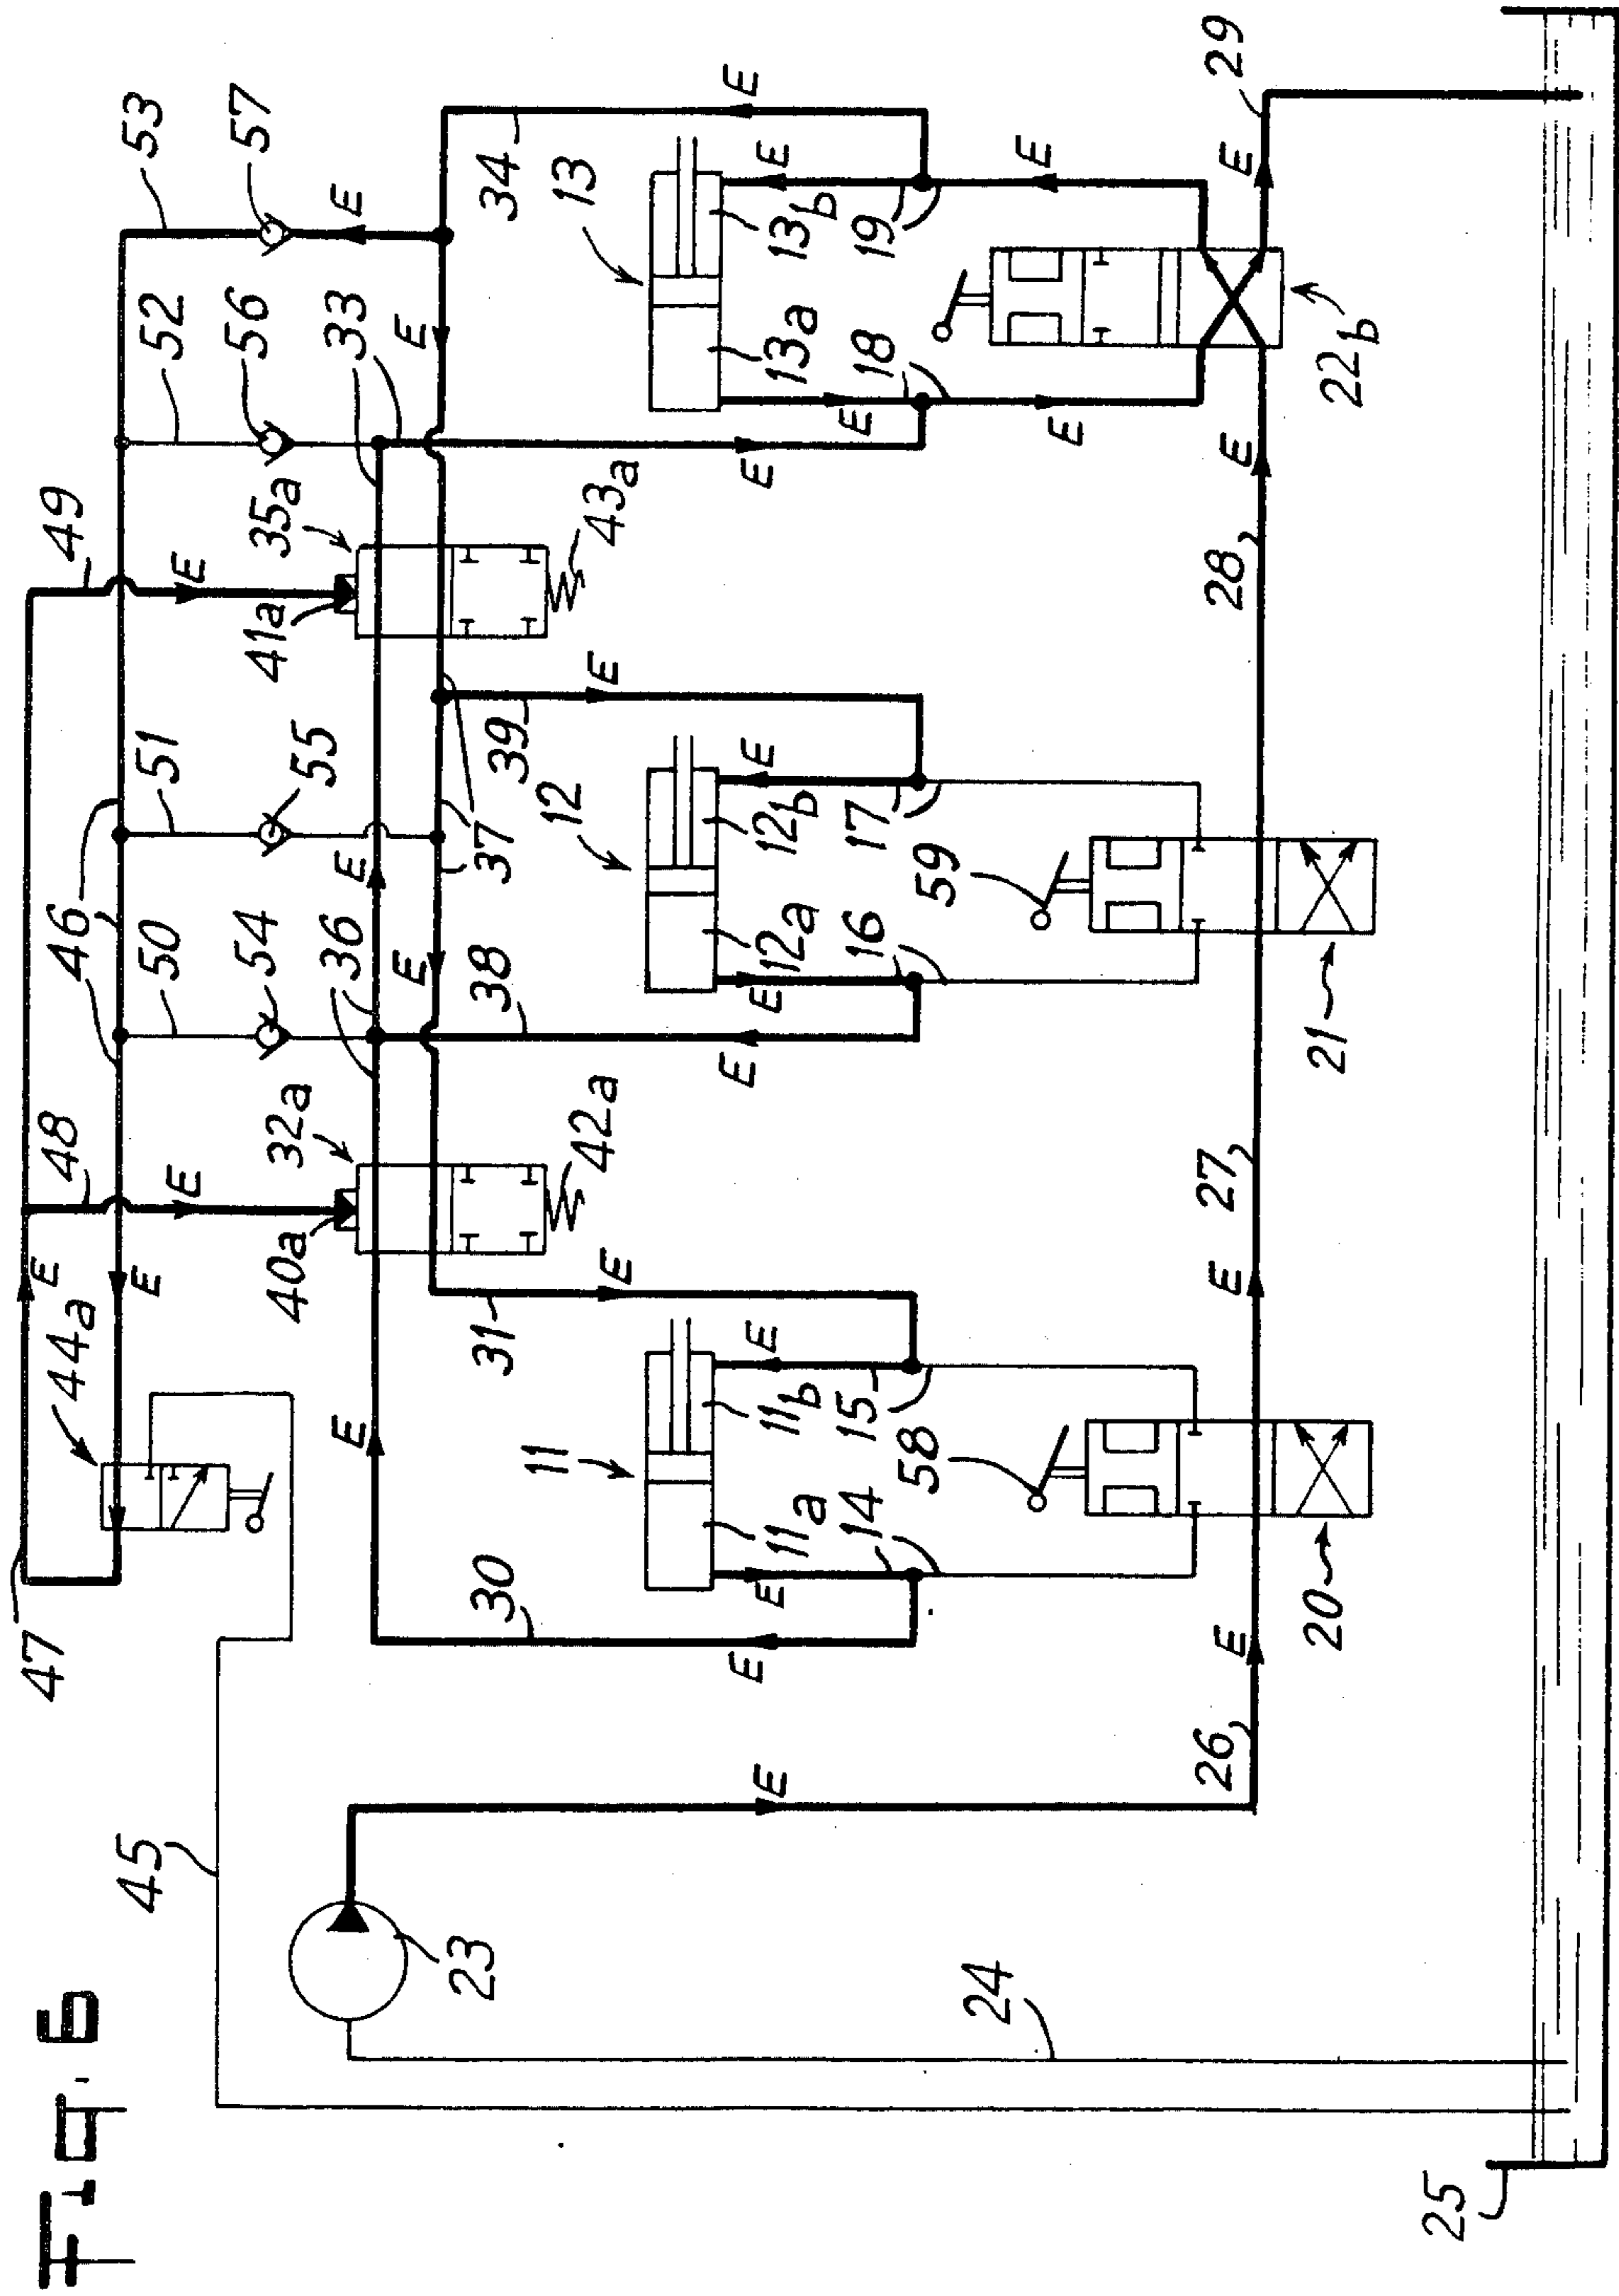 FIG. 6
47 E 48 46 49
45 44a E 50 51 52 53
E E
40a 32a 54 55 41a 35a 56 57
E 36 E 33 E
E E
23 30 31 38 37 39 34
11 42a 12 43a 13
E E
E E E E E E E E E
11a 11b 12a 12b 13a 13b
14 15 16 17 18 19
58 59 E E
24
26 E E 27 28 E E 29
20 21 22b
25